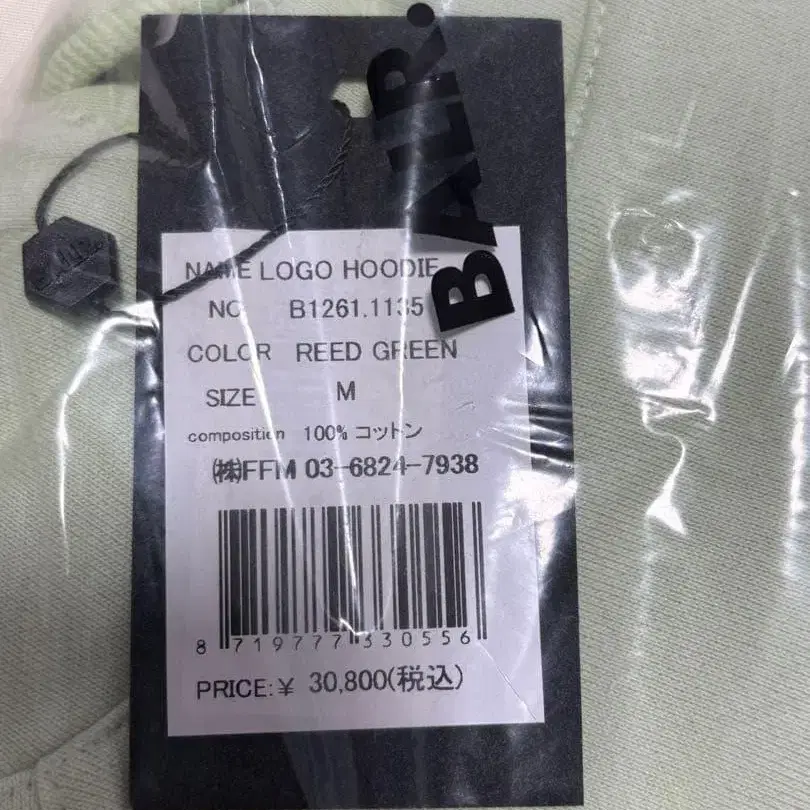 BALR.
NAME LOGO HOODIE
NO B1261.1135
COLOR REED GREEN
SIZE M
composition 100% コットン
㈱FFM 03-6824-7938
8 719777 330556
PRICE:¥ 30,800(税込)